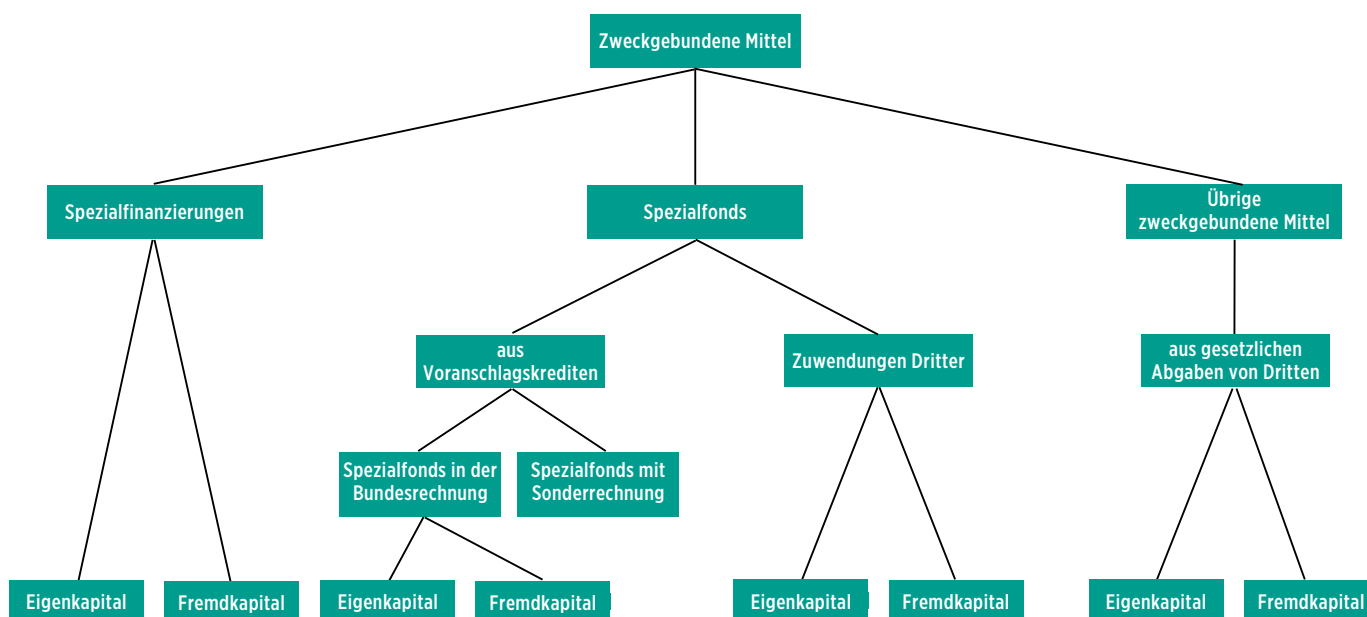 Zweckgebundene Mittel
Spezialfinanzierungen
Spezialfonds
Übrige
zweckgebundene Mittel
aus
Voranschlagskrediten
Zuwendungen Dritter
aus gesetzlichen
Abgaben von Dritten
Spezialfonds in der
Bundesrechnung
Spezialfonds mit
Sonderrechnung
Eigenkapital
Fremdkapital
Eigenkapital
Fremdkapital
Eigenkapital
Fremdkapital
Eigenkapital
Fremdkapital